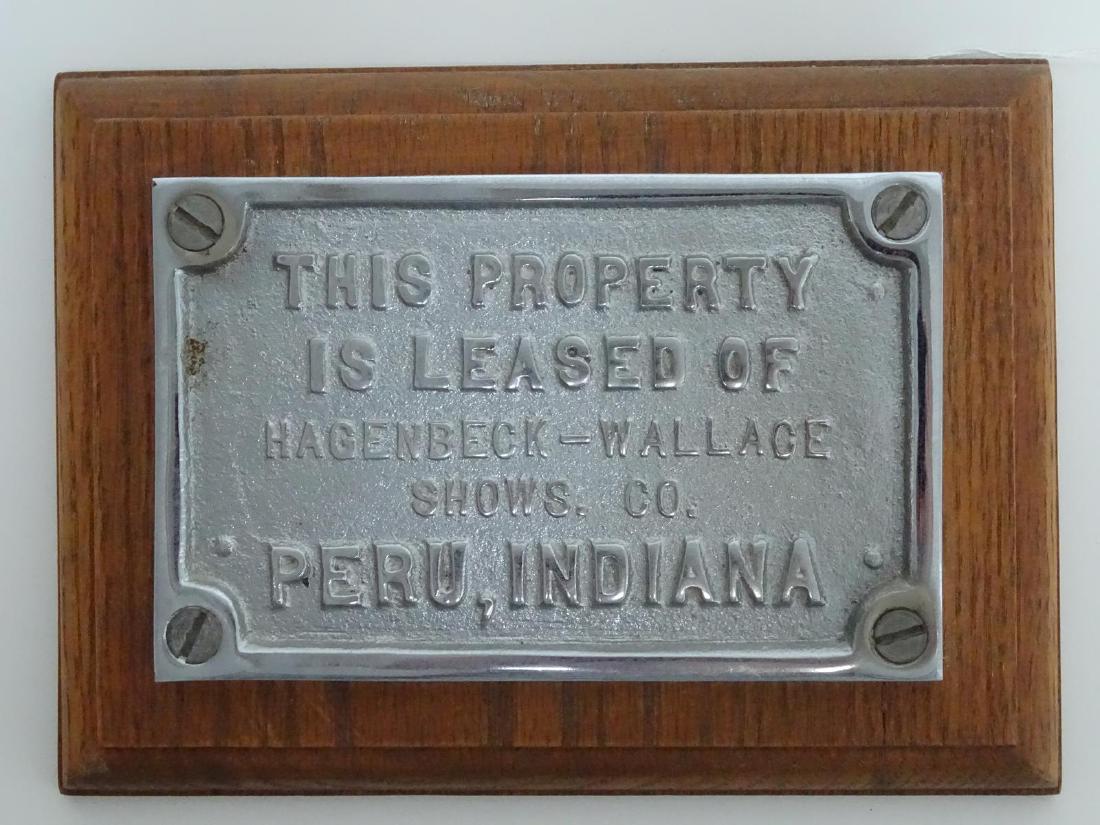 THIS PROPERTY
IS LEASED OF
HAGENBECK-WALLACE
SHOWS. CO.
PERU, INDIANA